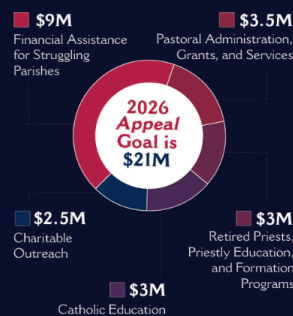 $9M
Financial Assistance
for Struggling
Parishes
$3.5M
Pastoral Administration,
Grants, and Services
2026
Appeal
Goal is
$21M
$2.5M
Charitable
Outreach
$3M
Retired Priests,
Priestly Education,
and Formation
Programs
$3M
Catholic Education